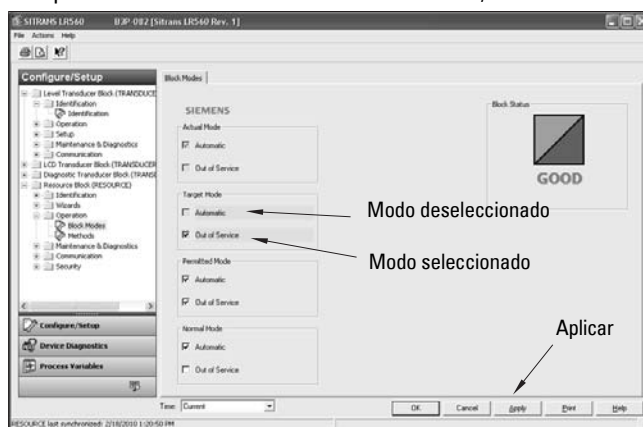 SITRANS LR560 BJP-082 [Sitrans LR560 Rev. 1]
File Actions Help
Configure/Setup
Level Transducer Block (TRANSDUCE
Identification
Identification
Operation
Setup
Maintenance & Diagnostics
Communication
LCD Transducer Block (TRANSDUCER
Diagnostic Transducer Block (TRANSD
Resource Block (RESOURCE)
Identification
Wizards
Operation
Block Modes
Methods
Maintenance & Diagnostics
Communication
Security
Configure/Setup
Device Diagnostics
Process Variables
Block Modes
SIEMENS
Actual Mode
Automatic
Out of Service
Target Mode
Automatic
Out of Service
Permitted Mode
Automatic
Out of Service
Normal Mode
Automatic
Out of Service
Block Status
GOOD
Modo deseleccionado
Modo seleccionado
Aplicar
Time: Current
OK Cancel Apply Print Help
RESOURCE last synchronized: 2/18/2010 1:20:50 PM